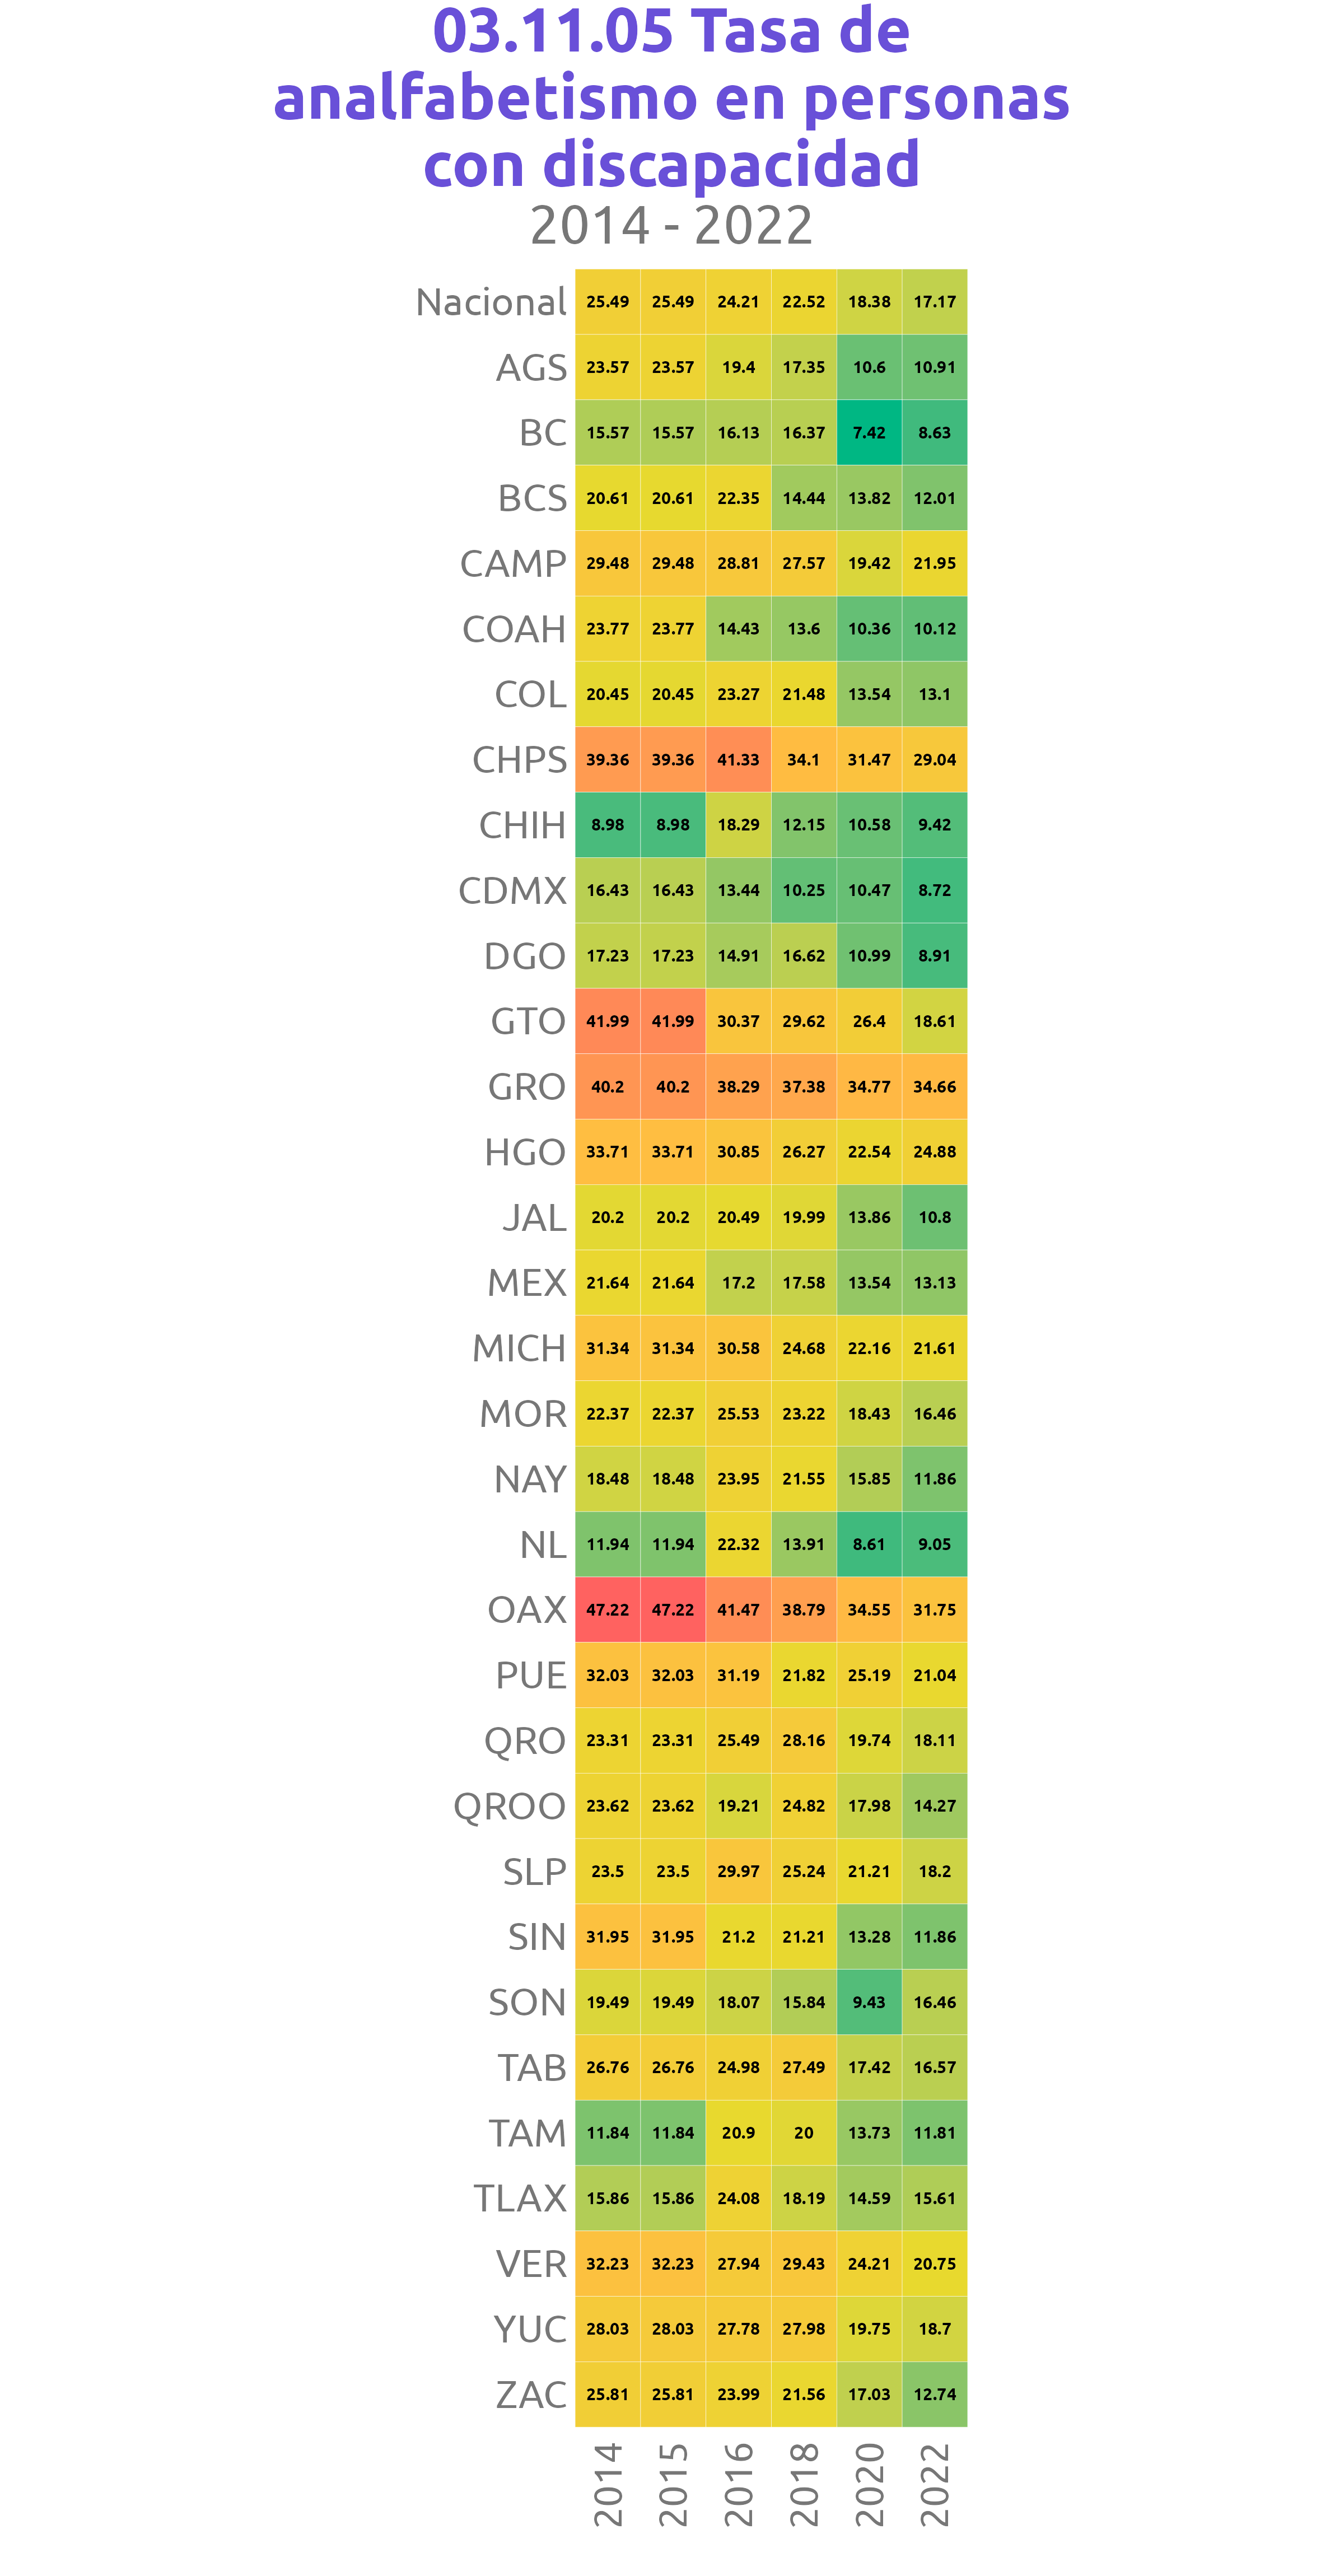 03.11.05 Tasa de
analfabetismo en personas
con discapacidad
2014 - 2022
Nacional 25.49 25.49 24.21 22.52 18.38 17.17
AGS 23.57 23.57 19.4 17.35 10.6 10.91
BC 15.57 15.57 16.13 16.37 7.42 8.63
BCS 20.61 20.61 22.35 14.44 13.82 12.01
CAMP 29.48 29.48 28.81 27.57 19.42 21.95
COAH 23.77 23.77 14.43 13.6 10.36 10.12
COL 20.45 20.45 23.27 21.48 13.54 13.1
CHPS 39.36 39.36 41.33 34.1 31.47 29.04
CHIH 8.98 8.98 18.29 12.15 10.58 9.42
CDMX 16.43 16.43 13.44 10.25 10.47 8.72
DGO 17.23 17.23 14.91 16.62 10.99 8.91
GTO 41.99 41.99 30.37 29.62 26.4 18.61
GRO 40.2 40.2 38.29 37.38 34.77 34.66
HGO 33.71 33.71 30.85 26.27 22.54 24.88
JAL 20.2 20.2 20.49 19.99 13.86 10.8
MEX 21.64 21.64 17.2 17.58 13.54 13.13
MICH 31.34 31.34 30.58 24.68 22.16 21.61
MOR 22.37 22.37 25.53 23.22 18.43 16.46
NAY 18.48 18.48 23.95 21.55 15.85 11.86
NL 11.94 11.94 22.32 13.91 8.61 9.05
OAX 47.22 47.22 41.47 38.79 34.55 31.75
PUE 32.03 32.03 31.19 21.82 25.19 21.04
QRO 23.31 23.31 25.49 28.16 19.74 18.11
QROO 23.62 23.62 19.21 24.82 17.98 14.27
SLP 23.5 23.5 29.97 25.24 21.21 18.2
SIN 31.95 31.95 21.2 21.21 13.28 11.86
SON 19.49 19.49 18.07 15.84 9.43 16.46
TAB 26.76 26.76 24.98 27.49 17.42 16.57
TAM 11.84 11.84 20.9 20 13.73 11.81
TLAX 15.86 15.86 24.08 18.19 14.59 15.61
VER 32.23 32.23 27.94 29.43 24.21 20.75
YUC 28.03 28.03 27.78 27.98 19.75 18.7
ZAC 25.81 25.81 23.99 21.56 17.03 12.74
2014 2015 2016 2018 2020 2022